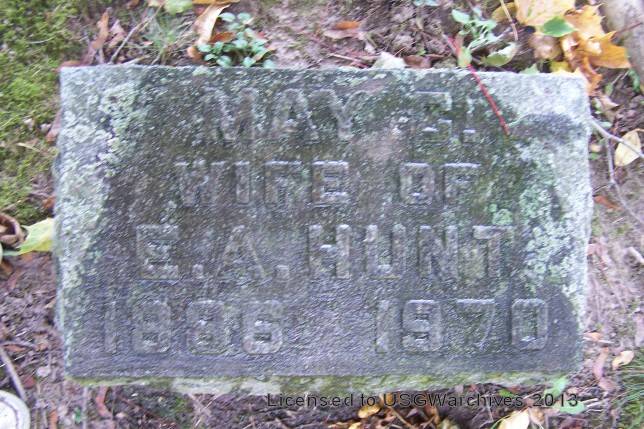 MAY E.
WIFE OF
E. A. HUNT
1886 1970
Licensed to USGWarchives 2013